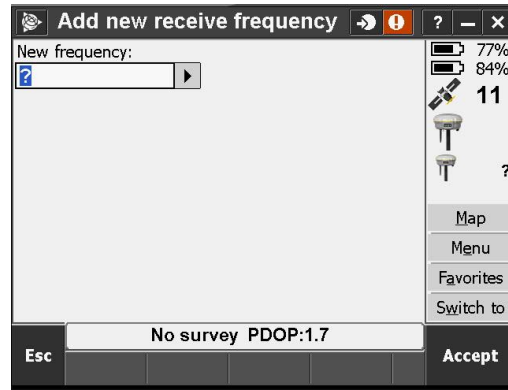 Add new receive frequency
? – ×
New frequency:
?
77%
84%
11
?
Map
Menu
Favorites
Switch to
No survey PDOP:1.7
Esc
Accept